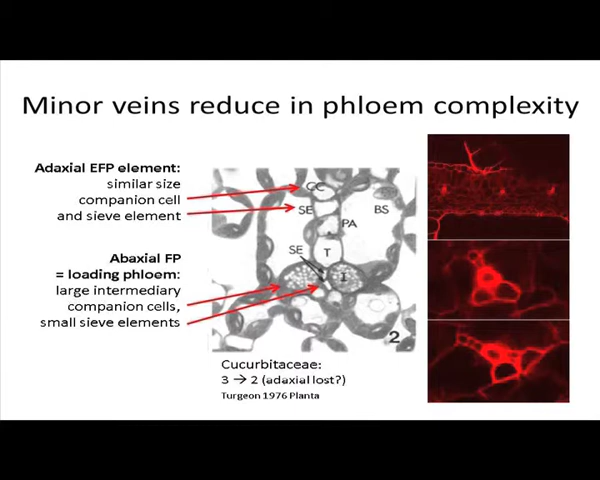 Minor veins reduce in phloem complexity
Adaxial EFP element:
similar size
companion cell
and sieve element
Abaxial FP
= loading phloem:
large intermediary
companion cells,
small sieve elements
CC
SE
BS
PA
SE
T
I
2
Cucurbitaceae:
3 → 2 (adaxial lost?)
Turgeon 1976 Planta